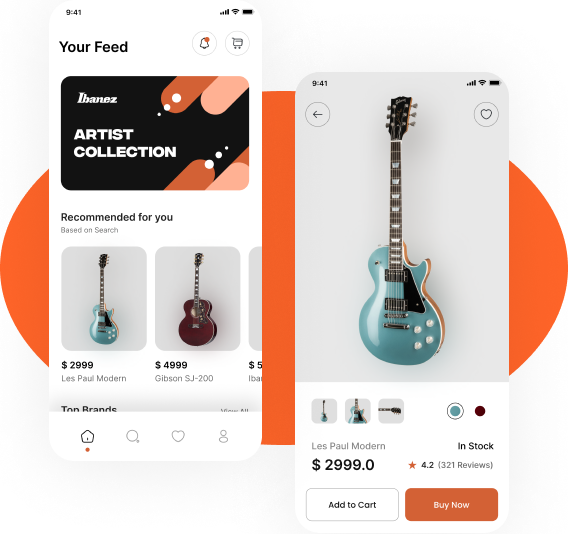 9:41
Your Feed
Ibanez
ARTIST
COLLECTION
Recommended for you
Based on Search
$ 2999
Les Paul Modern
$ 4999
Gibson SJ-200
$ 5
Iba
Top Brands
View All
9:41
Les Paul Modern
In Stock
$ 2999.0
4.2 (321 Reviews)
Add to Cart
Buy Now